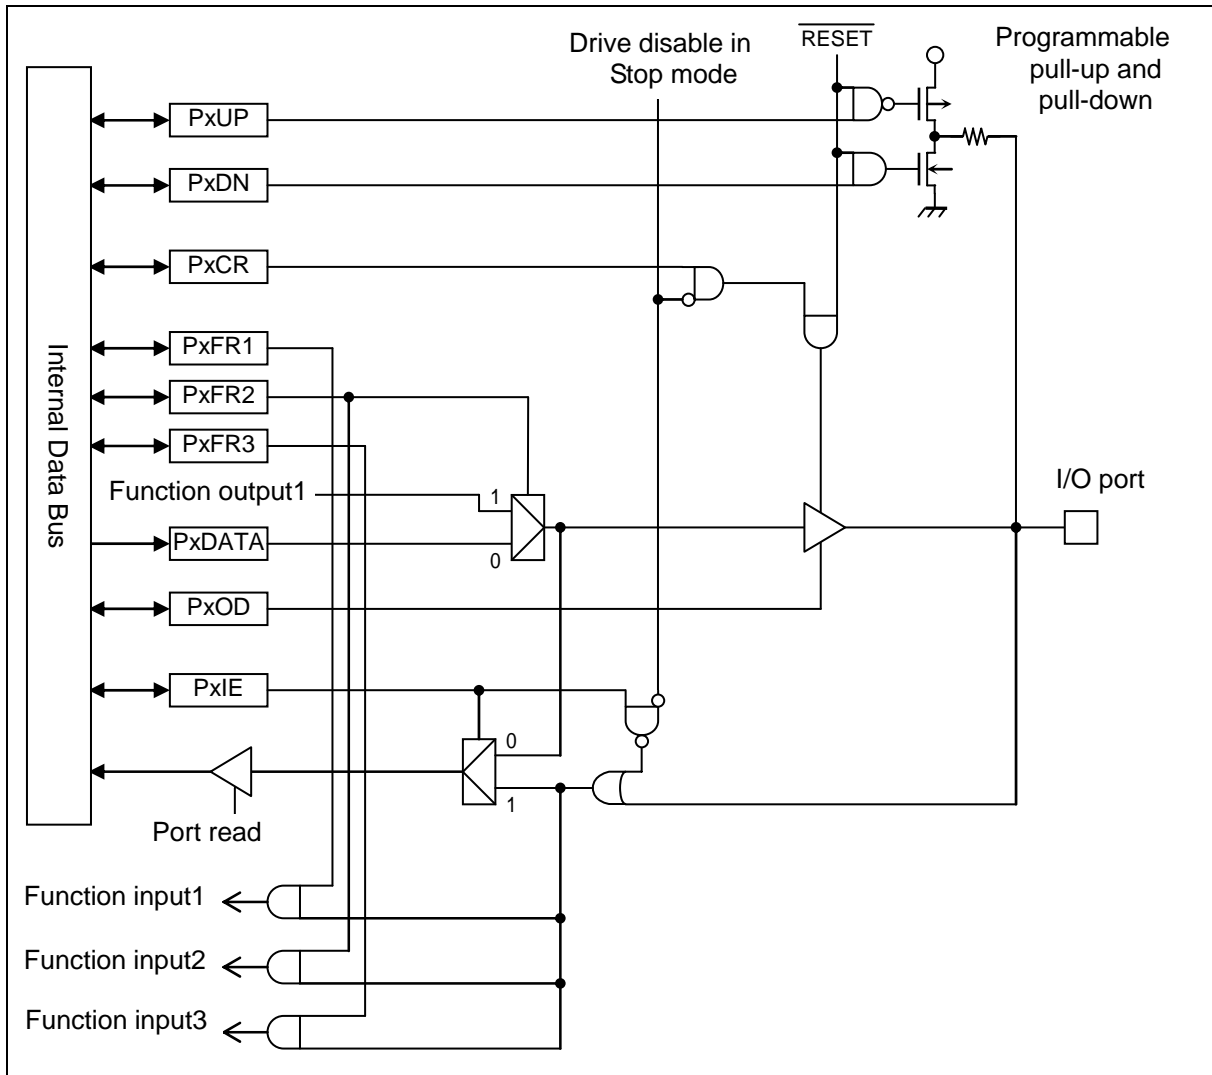 Drive disable in
Stop mode
RESET
Programmable
pull-up and
pull-down
PxUP
PxDN
PxCR
PxFR1
PxFR2
PxFR3
Internal Data Bus
Function output1
1
0
I/O port
PxDATA
PxOD
PxIE
0
1
Port read
Function input1
Function input2
Function input3